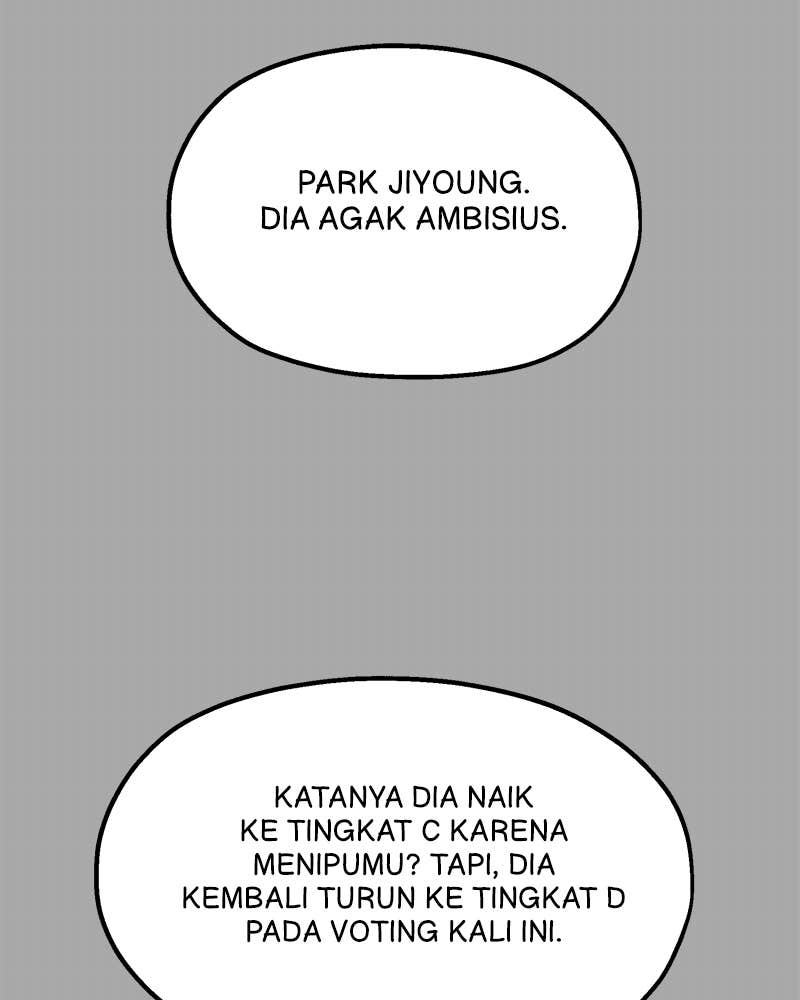 PARK JIYOUNG.
DIA AGAK AMBISIUS.
KATANYA DIA NAIK
KE TINGKAT C KARENA
MENIPUMU? TAPI, DIA
KEMBALI TURUN KE TINGKAT D
PADA VOTING KALI INI.